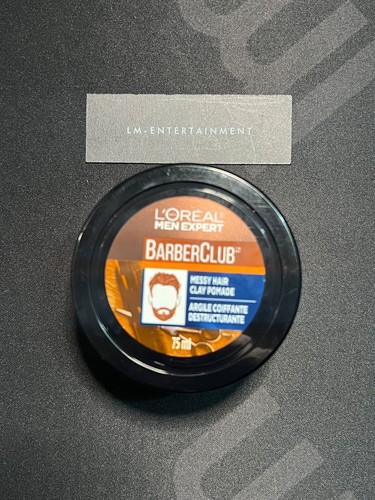 LM-ENTERTAINMENT
L'ORÉAL
MEN EXPERT
BARBERCLUB
MESSY HAIR
CLAY POMADE
ARGILE COIFFANTE
DESTRUCTURANTE
75 ml